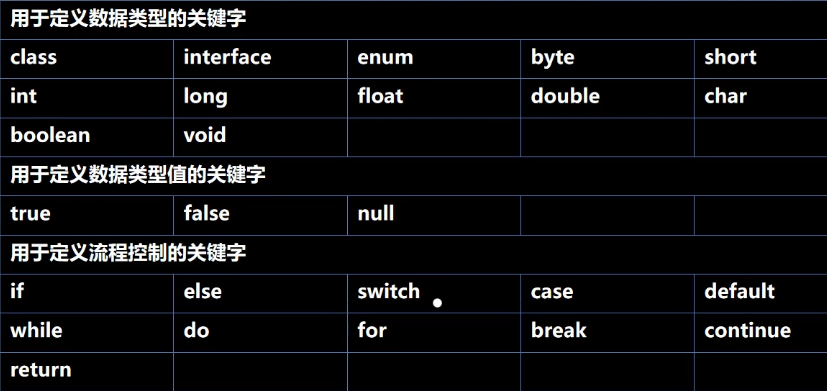 用于定义数据类型的关键字
class interface enum byte short
int long float double char
boolean void
用于定义数据类型值的关键字
true false null
用于定义流程控制的关键字
if else switch case default
while do for break continue
return